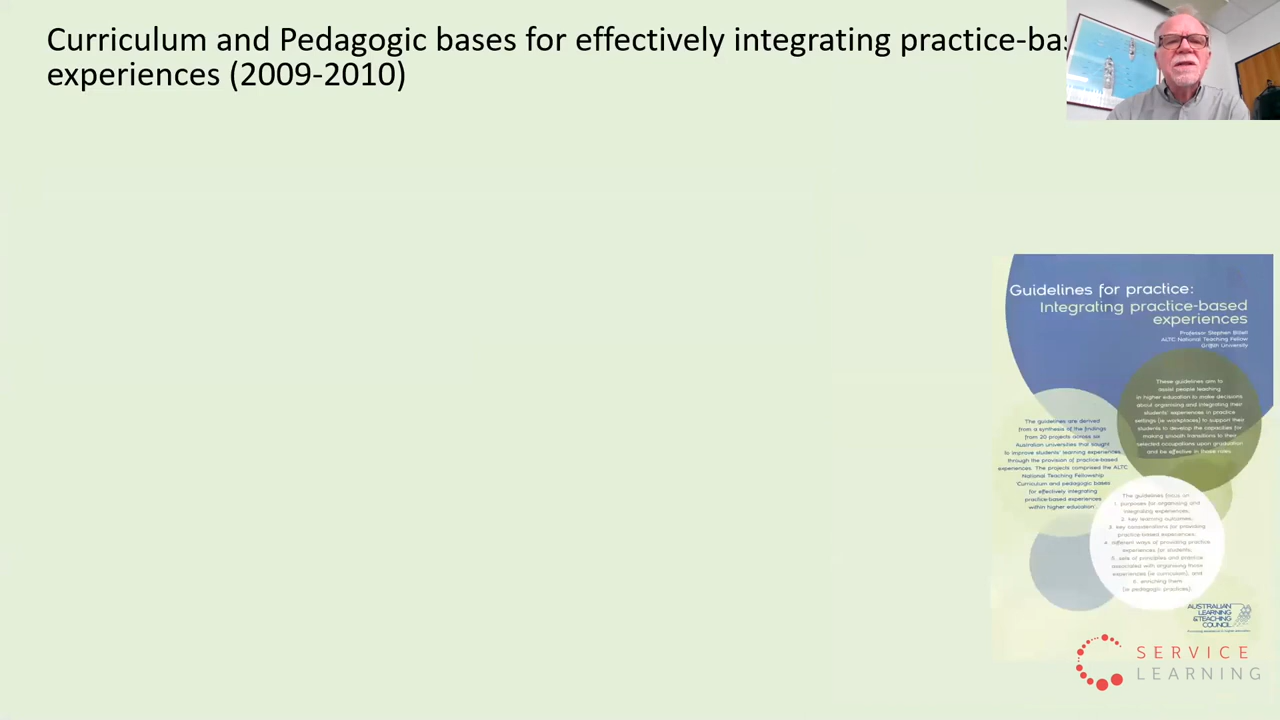 Curriculum and Pedagogic bases for effectively integrating practice-bas
experiences (2009-2010)
Guidelines for practice:
Integrating practice-based
experiences
Professor Stephen Billett
ALTC National Teaching Fellow
Griffith University
These guidelines aim to
assist people teaching
in higher education to make decisions
about organising and integrating their
students' experiences in practice
settings (ie workplaces) to support their
students to develop the capacities for
making smooth transitions to their
selected occupations upon graduation
and be effective in those roles
The guidelines are derived
from a synthesis of the findings
from 20 projects across six
Australian universities that sought
to improve students' learning experiences
through the provision of practice-based
experiences. The projects comprised the ALTC
National Teaching Fellowship
'Curriculum and pedagogic bases
for effectively integrating
practice-based experiences
within higher education'
The guidelines focus on
1. purposes for organising and
integrating experiences;
2. key learning outcomes;
3. key considerations for providing
practice-based experiences;
4. different ways of providing practice
experiences for students;
5. sets of principles and practice
associated with organising those
experiences (ie curriculum); and
6. enriching them
(ie pedagogic practices).
AUSTRALIAN
LEARNING
&TEACHING
COUNCIL
SERVICE
LEARNING